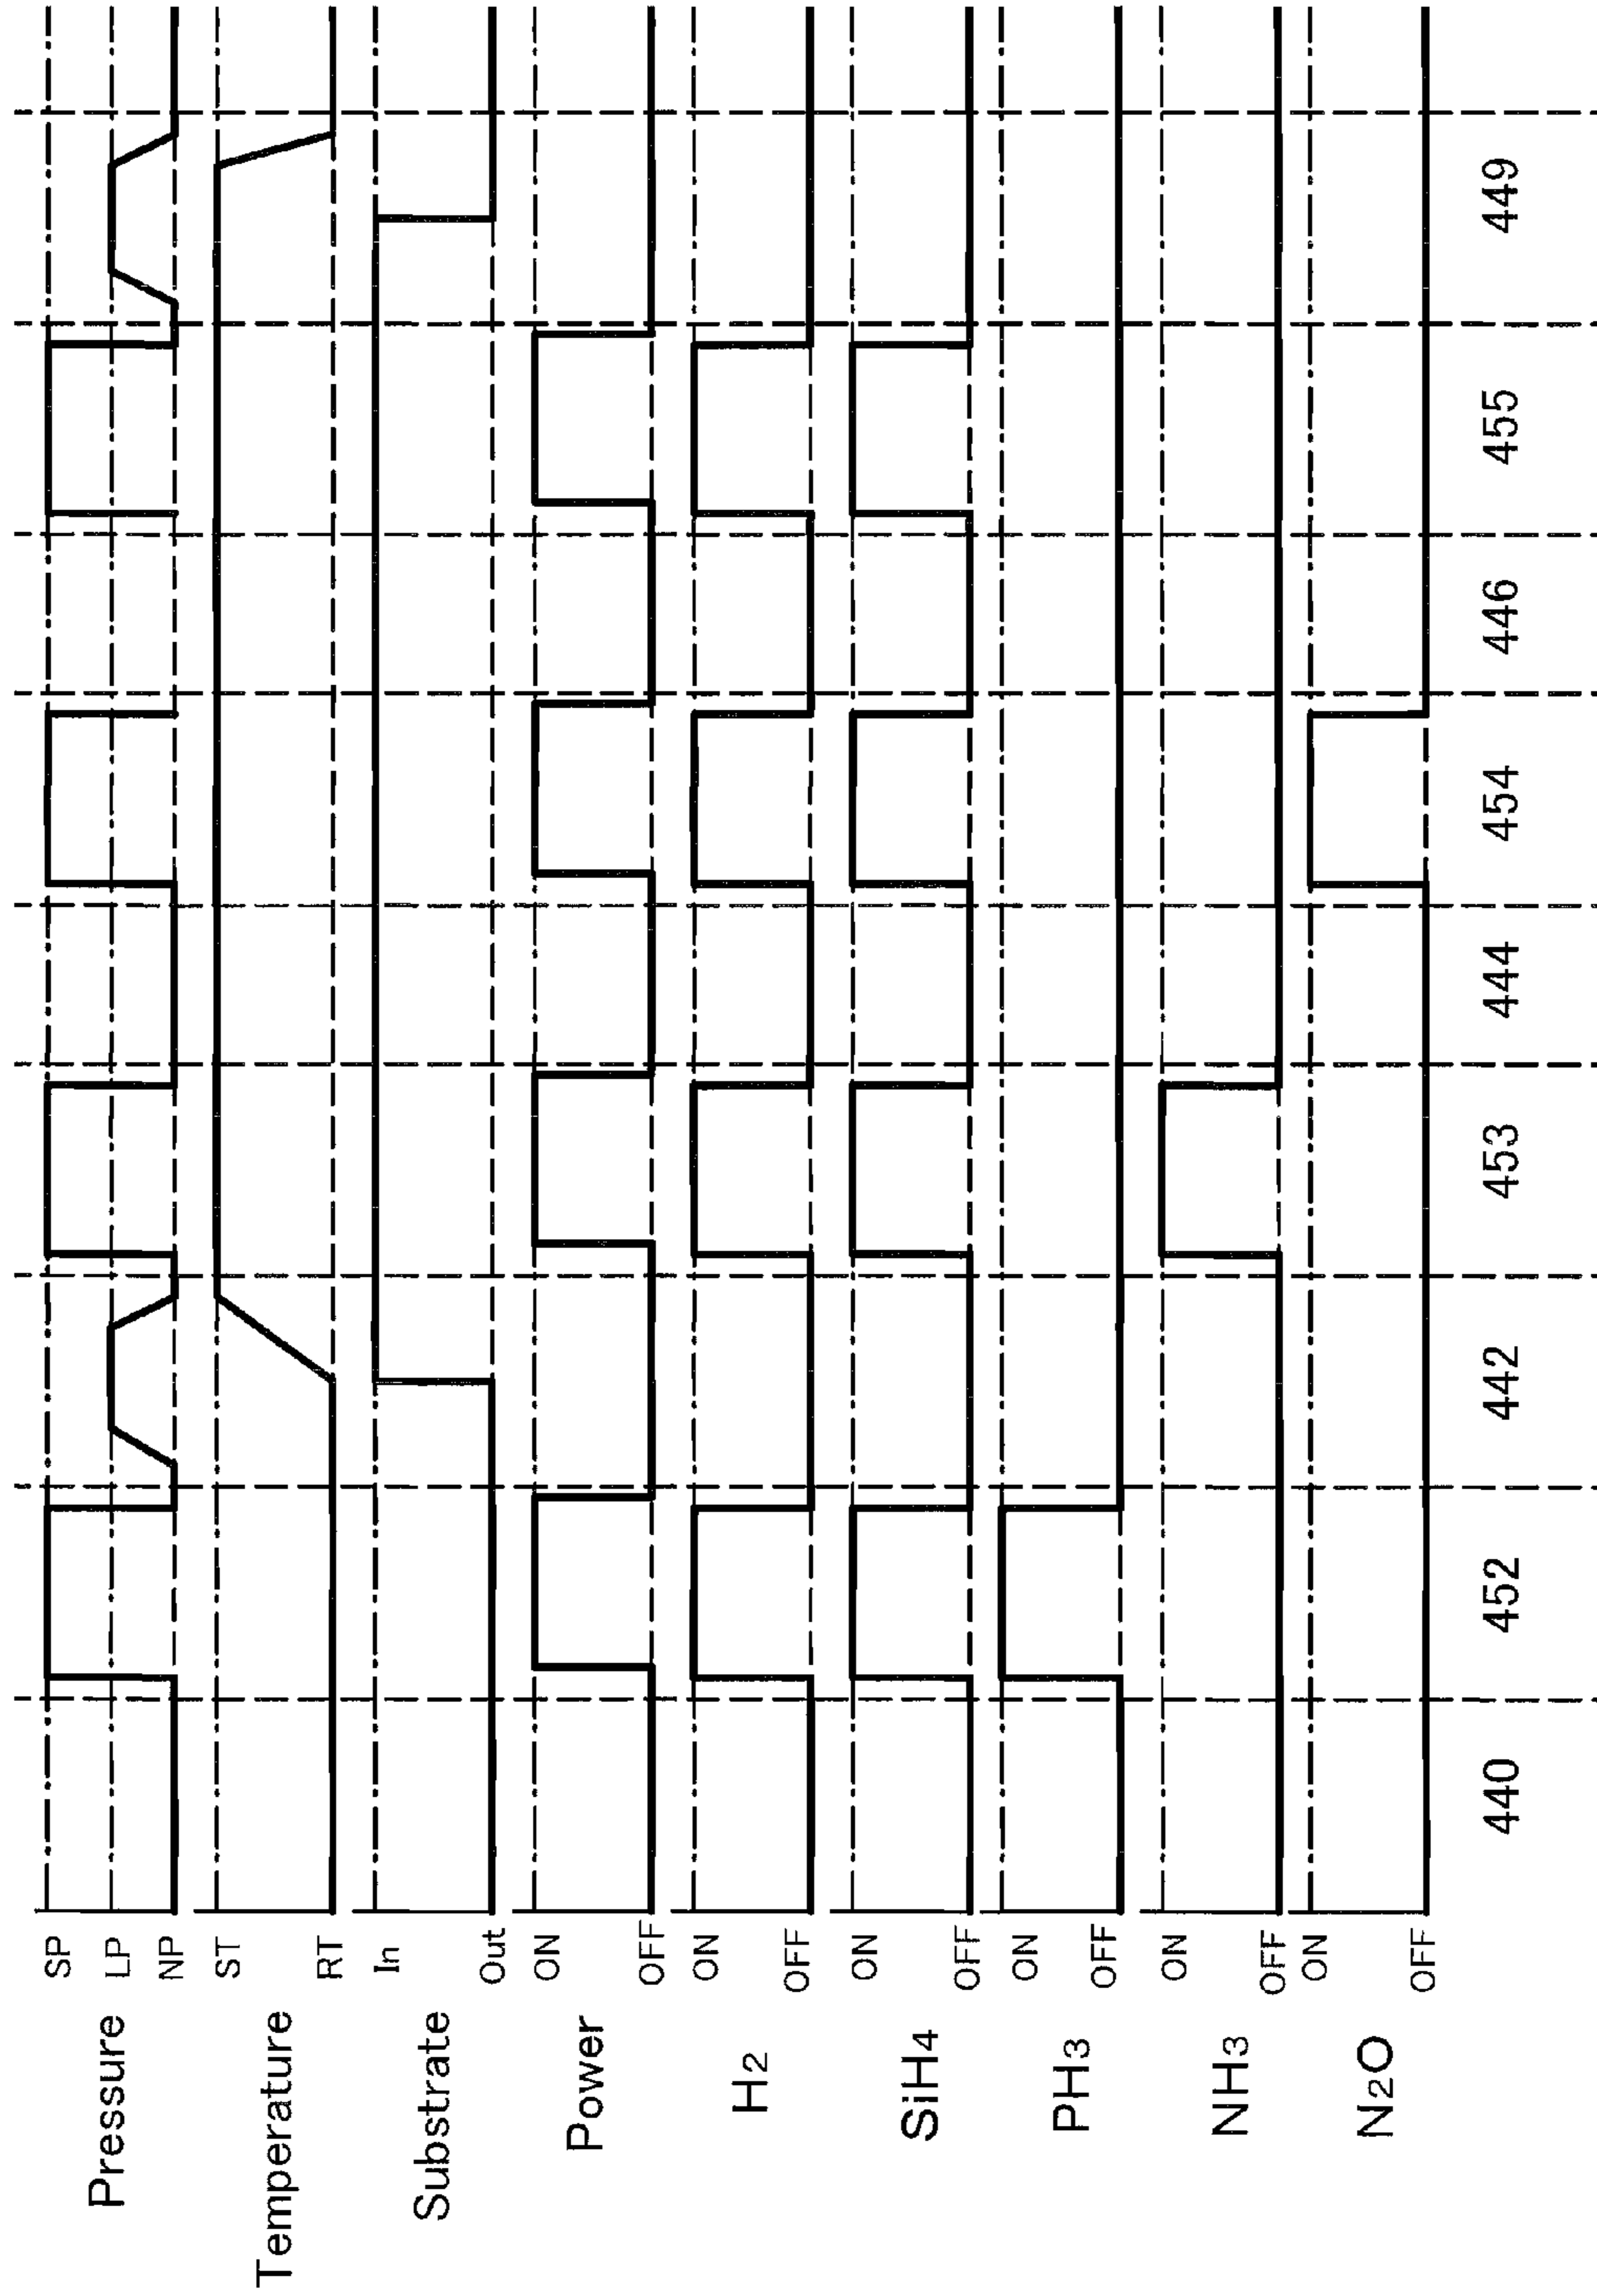 Pressure
SP
LP
NP
Temperature
ST
RT
Substrate
In
Out
Power
ON
OFF
H2
ON
OFF
SiH4
ON
OFF
PH3
ON
OFF
NH3
ON
OFF
N2O
ON
OFF
440 452 442 453 444 454 446 455 449